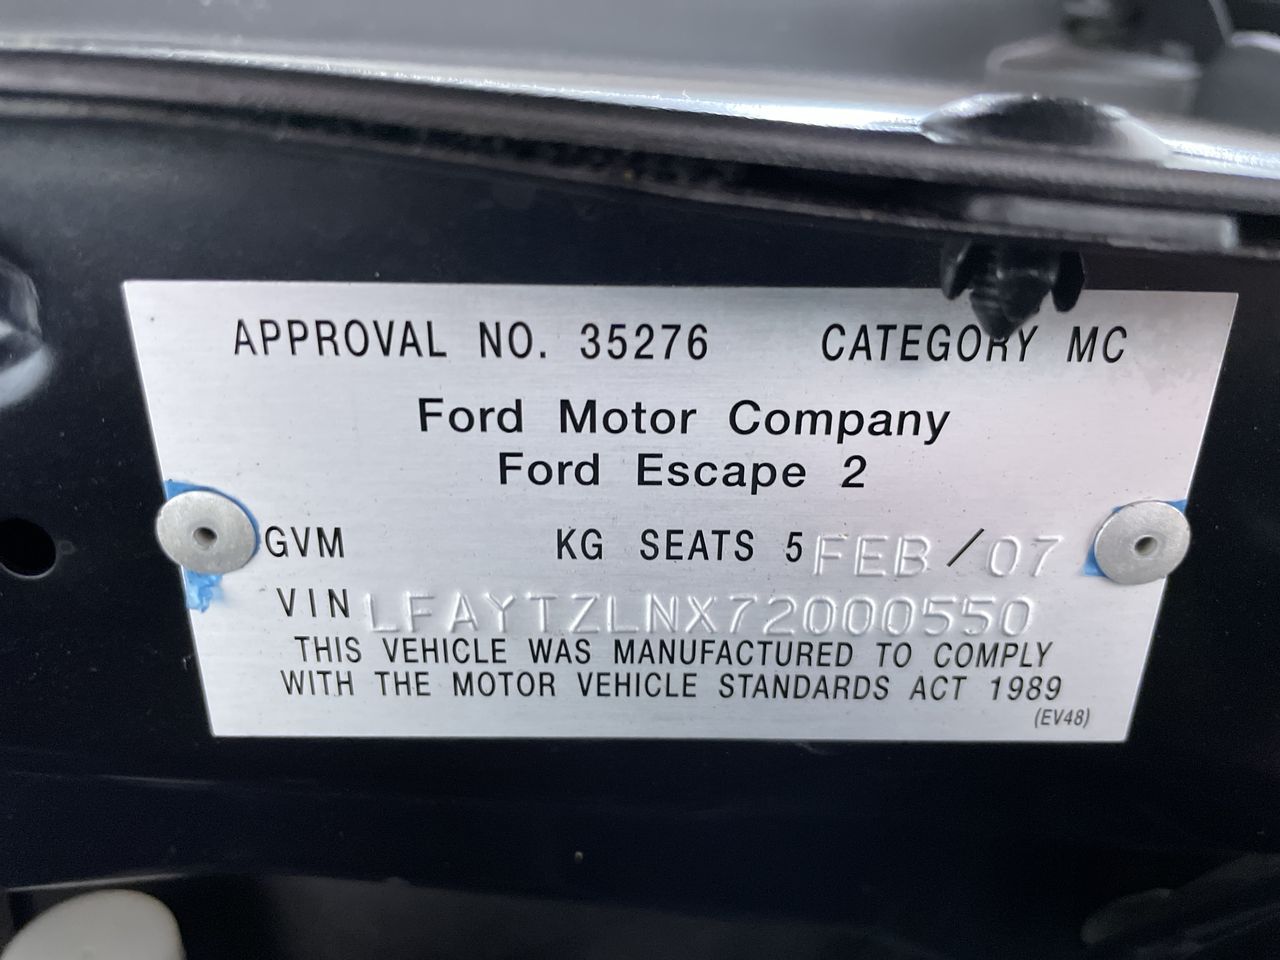 APPROVAL NO. 35276 CATEGORY MC
Ford Motor Company
Ford Escape 2
GVM KG SEATS 5 FEB/07
VIN LFAYTZLNX72000550
THIS VEHICLE WAS MANUFACTURED TO COMPLY
WITH THE MOTOR VEHICLE STANDARDS ACT 1989
(EV48)